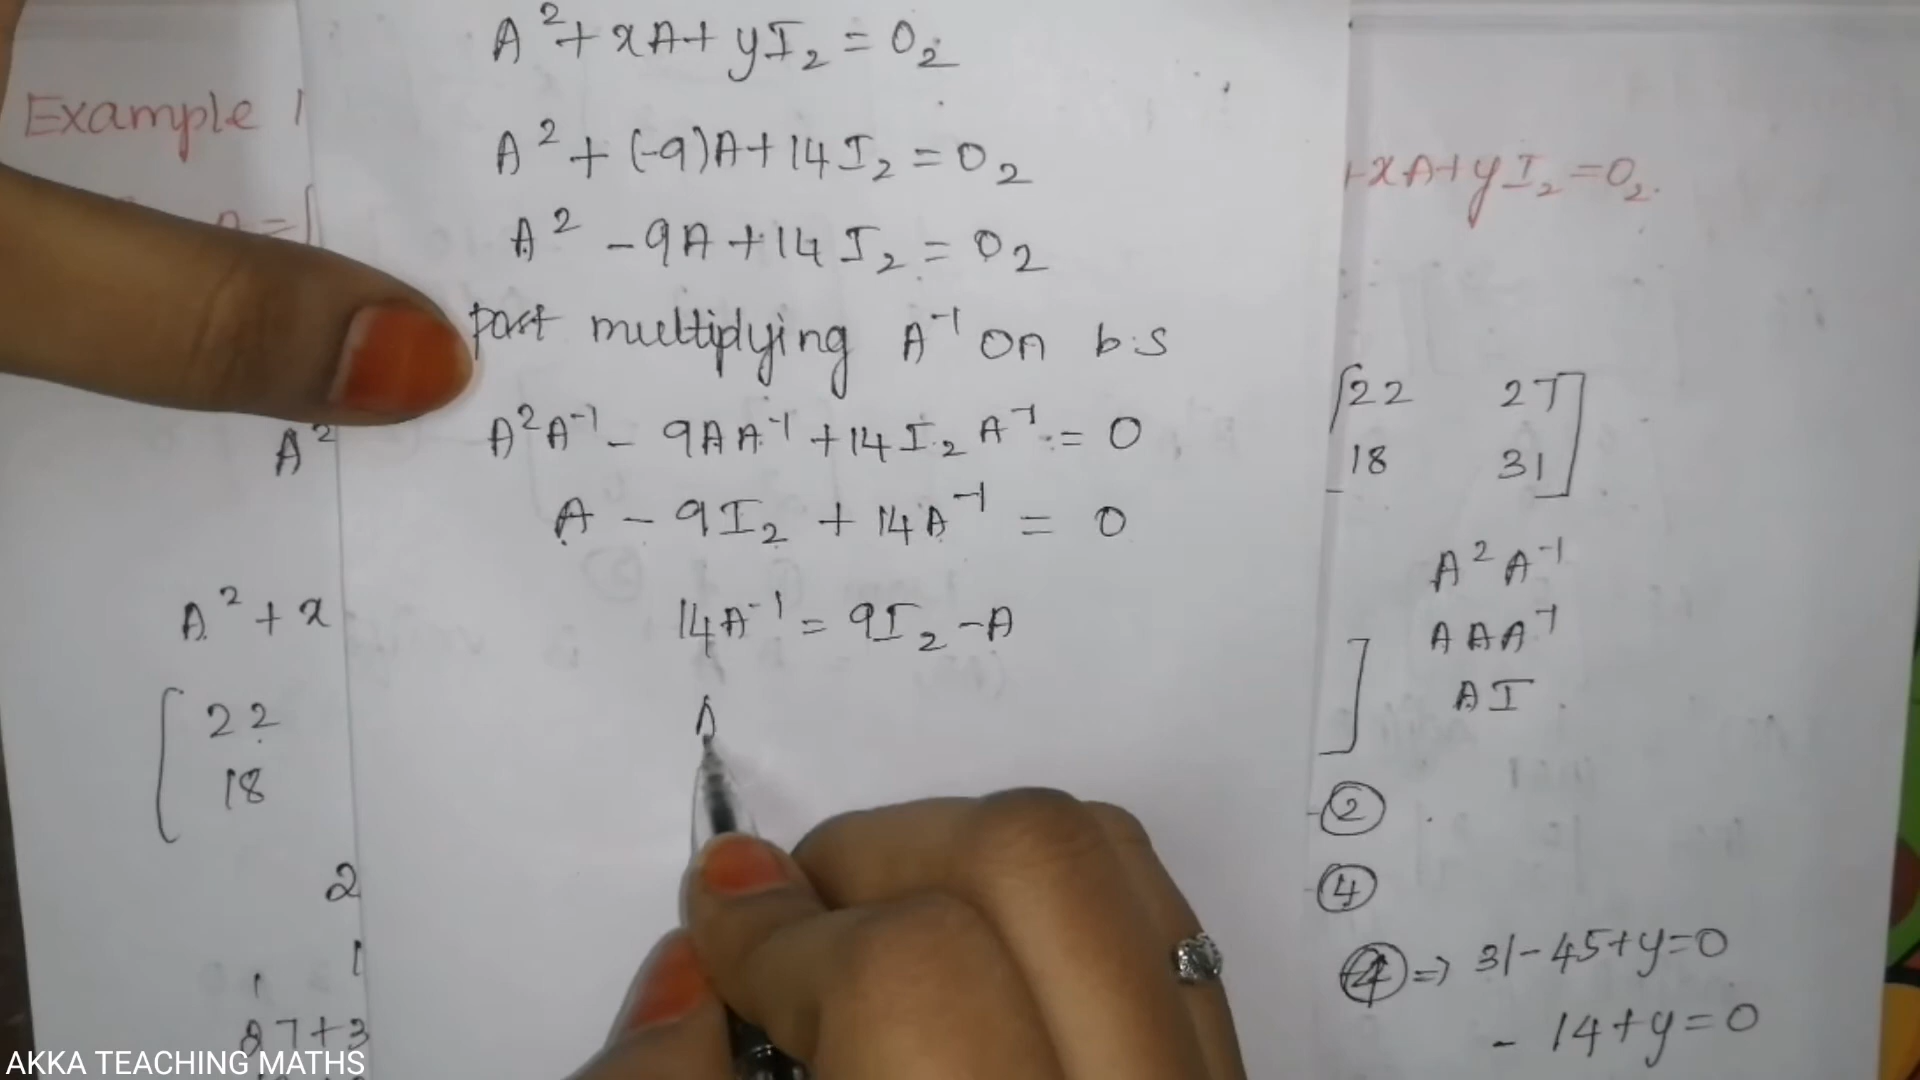 A² + xA + yI₂ = O₂
A² + (-9)A + 14I₂ = O₂
A² - 9A + 14I₂ = O₂
post multiplying A⁻¹ on b.s
A²A⁻¹ - 9AA⁻¹ + 14I₂A⁻¹ = 0
A - 9I₂ + 14A⁻¹ = 0
14A⁻¹ = 9I₂ - A
A
Example 1
A = [
A²
A² + x
[ 22
18
2
1
27+3
+xA+yI₂=O₂.
[22 27]
18 31
A²A⁻¹
AAA⁻¹
AI
]
②
④
④ => 31-45+y=0
- 14+y=0
AKKA TEACHING MATHS